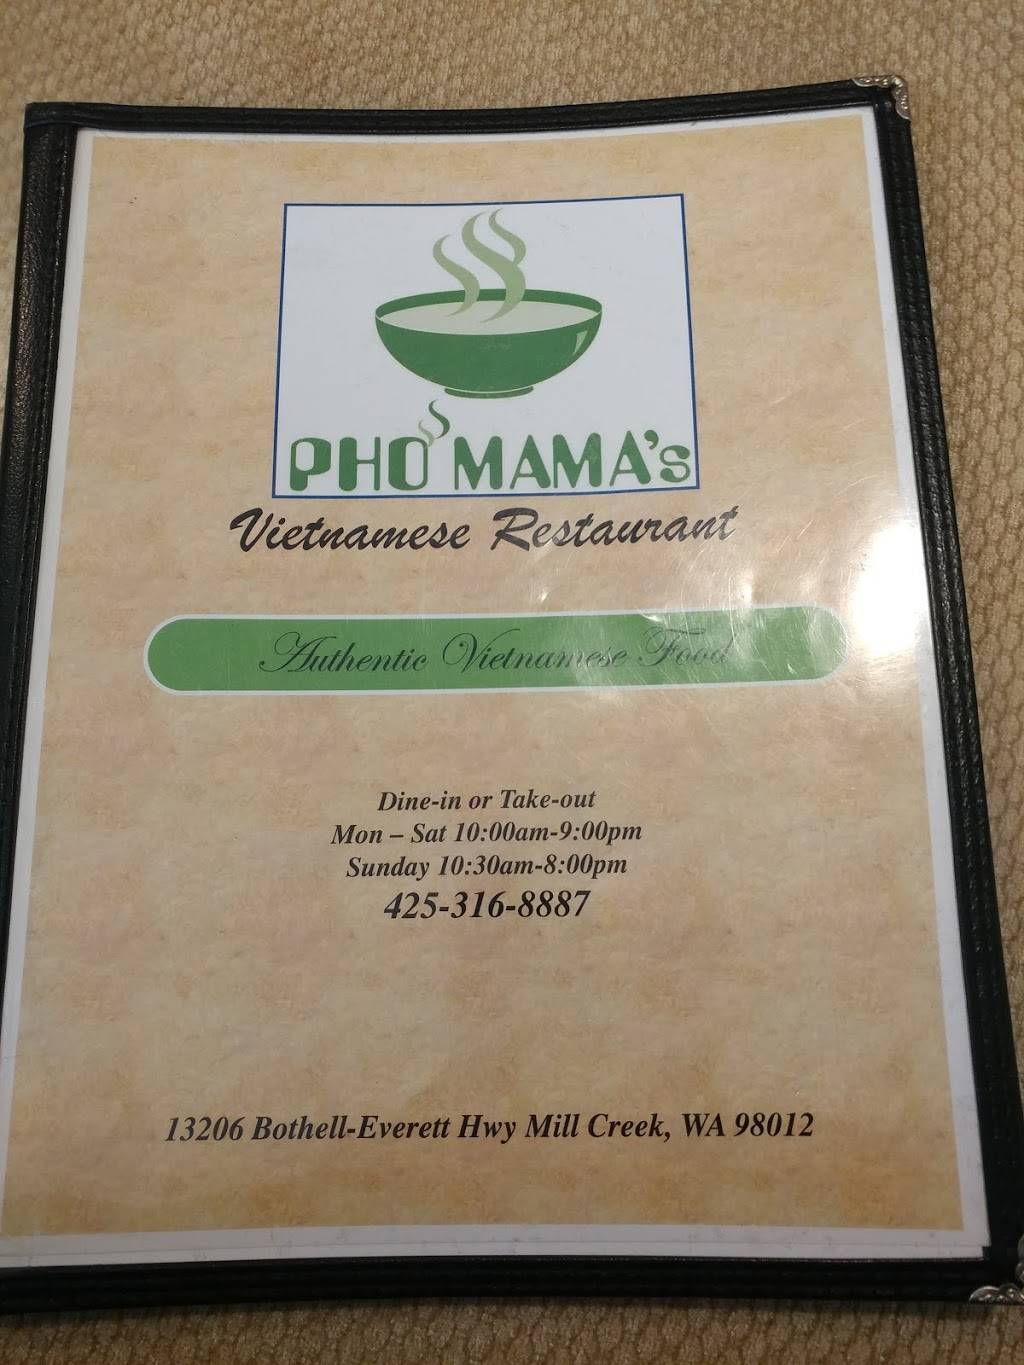 PHO MAMA's
Vietnamese Restaurant
Authentic Vietnamese Food
Dine-in or Take-out
Mon – Sat 10:00am-9:00pm
Sunday 10:30am-8:00pm
425-316-8887
13206 Bothell-Everett Hwy Mill Creek, WA 98012